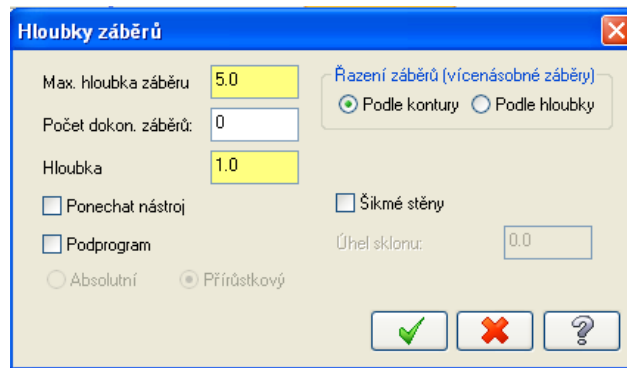 Hloubky záběrů
Max. hloubka záběru 5.0
Řazení záběrů (vícenásobné záběry)
Podle kontury Podle hloubky
Počet dokon. záběrů: 0
Hloubka 1.0
Ponechat nástroj Šikmé stěny
Podprogram Úhel sklonu: 0.0
Absolutní Přírůstkový